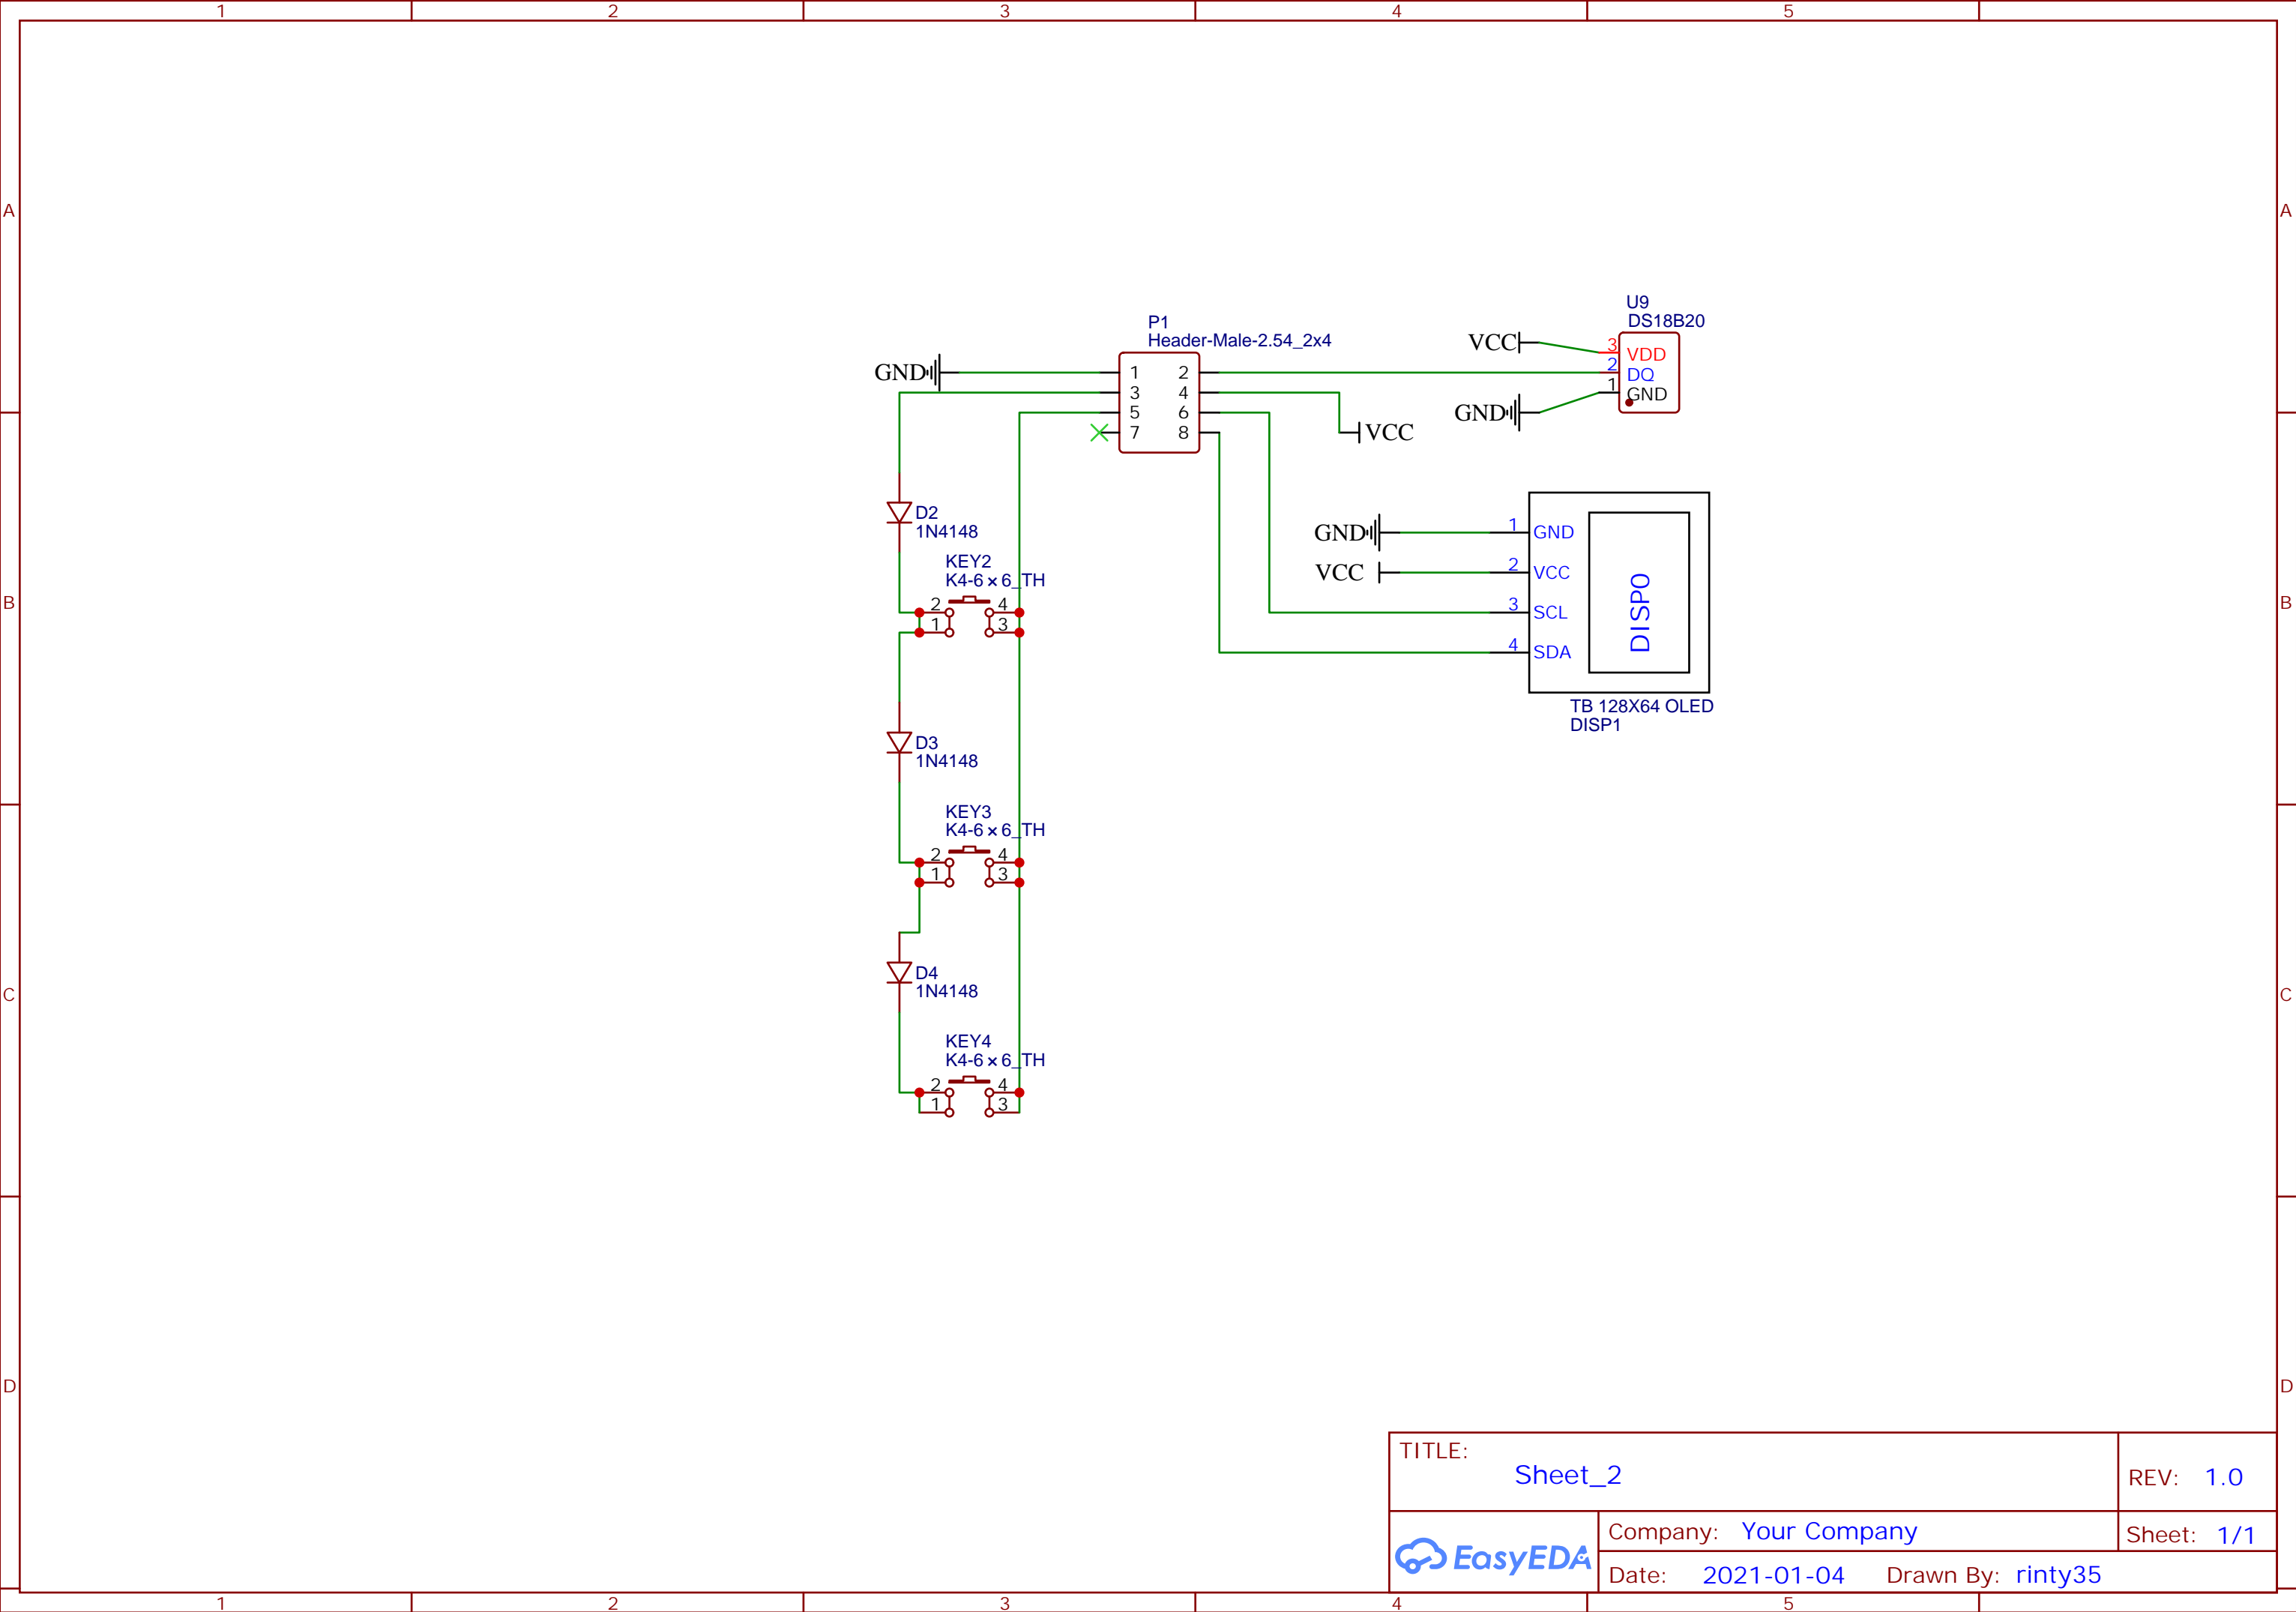 1 2 3 4 5
A A
B B
C C
D D
P1
Header-Male-2.54_2x4
GND
1 2
3 4
5 6
7 8
VCC
U9
DS18B20
VCC
3 VDD
2 DQ
1 GND
GND
D2
1N4148
KEY2
K4-6×6_TH
2 4
1 3
D3
1N4148
KEY3
K4-6×6_TH
2 4
1 3
D4
1N4148
KEY4
K4-6×6_TH
2 4
1 3
GND 1 GND
VCC 2 VCC
3 SCL
4 SDA
DISP0
TB 128X64 OLED
DISP1
TITLE:
Sheet_2
REV: 1.0
EasyEDA
Company: Your Company
Sheet: 1/1
Date: 2021-01-04 Drawn By: rinty35
1 2 3 4 5